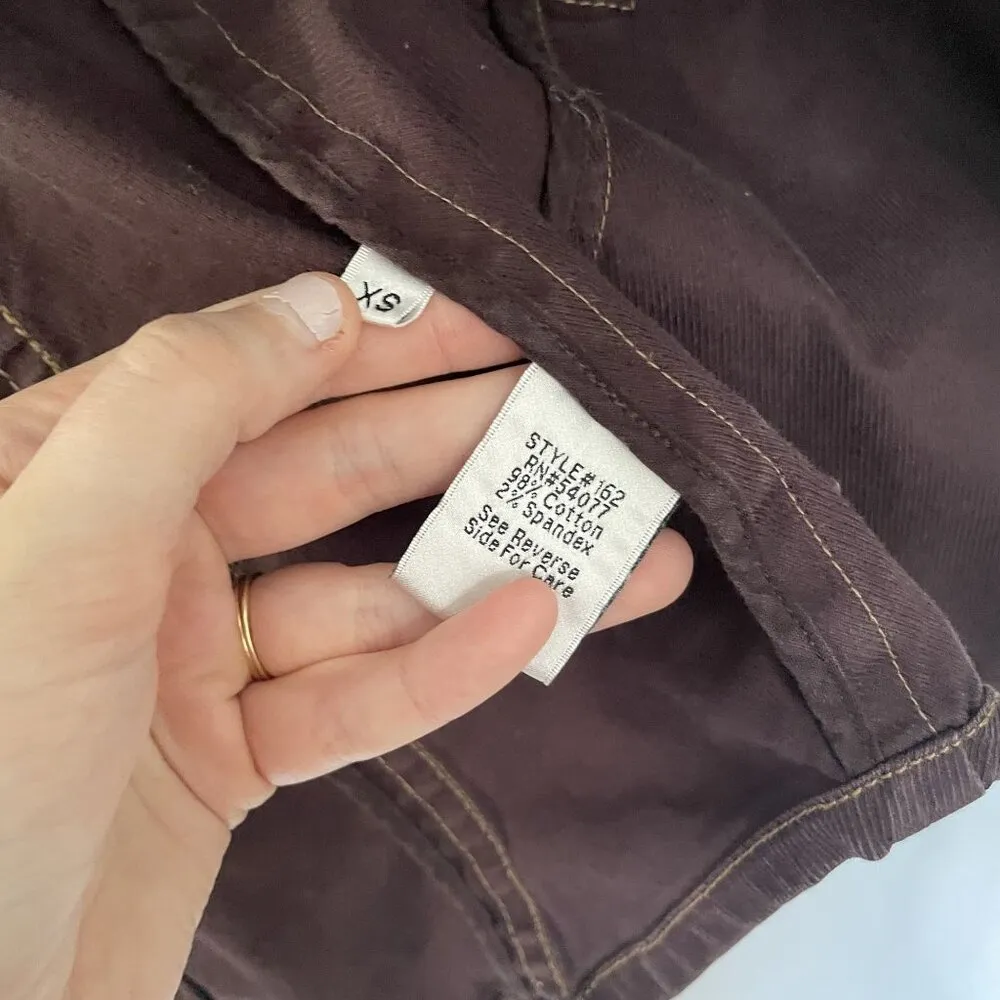 XS
STYLE#162
RN#54077
98% Cotton
2% Spandex
See Reverse
Side For Care